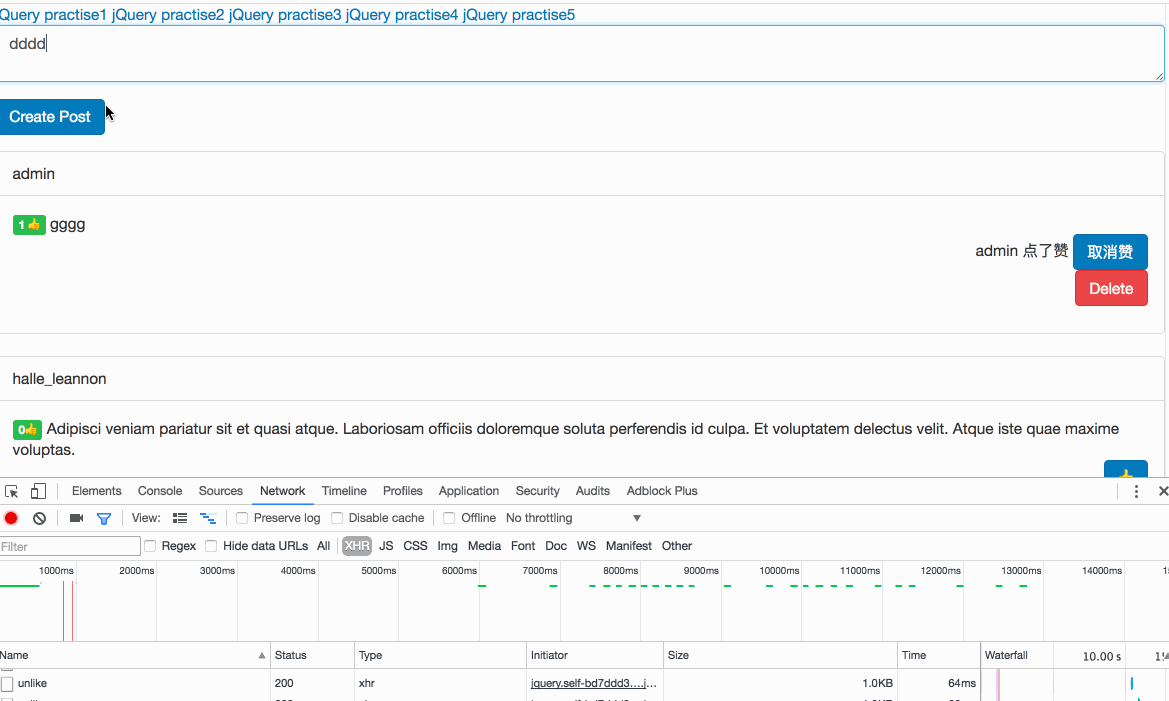 Query practise1 jQuery practise2 jQuery practise3 jQuery practise4 jQuery practise5
dddd
Create Post
admin
1👍 gggg
admin 点了赞 取消赞
Delete
halle_leannon
0👍 Adipisci veniam pariatur sit et quasi atque. Laboriosam officiis doloremque soluta perferendis id culpa. Et voluptatem delectus velit. Atque iste quae maxime
voluptas.
Elements Console Sources Network Timeline Profiles Application Security Audits Adblock Plus
View: Preserve log Disable cache Offline No throttling
Filter Regex Hide data URLs All XHR JS CSS Img Media Font Doc WS Manifest Other
1000ms 2000ms 3000ms 4000ms 5000ms 6000ms 7000ms 8000ms 9000ms 10000ms 11000ms 12000ms 13000ms 14000ms
Name Status Type Initiator Size Time Waterfall 10.00 s
unlike 200 xhr jquery.self-bd7ddd3….j… 1.0KB 64ms